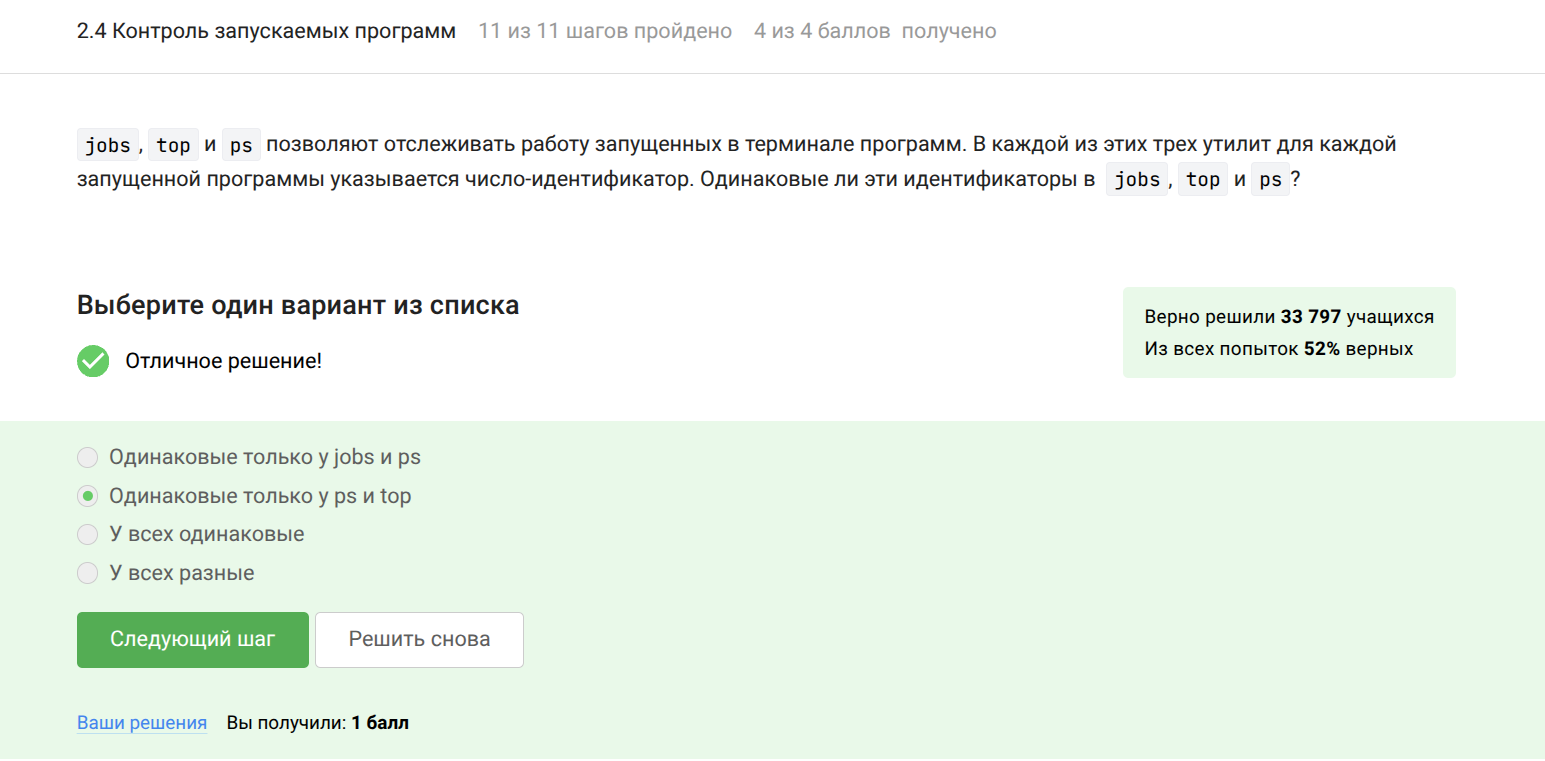 2.4 Контроль запускаемых программ 11 из 11 шагов пройдено 4 из 4 баллов получено
jobs, top и ps позволяют отслеживать работу запущенных в терминале программ. В каждой из этих трех утилит для каждой
запущенной программы указывается число-идентификатор. Одинаковые ли эти идентификаторы в jobs, top и ps?
Выберите один вариант из списка
Отличное решение!
Верно решили 33 797 учащихся
Из всех попыток 52% верных
Одинаковые только у jobs и ps
Одинаковые только у ps и top
У всех одинаковые
У всех разные
Следующий шаг Решить снова
Ваши решения Вы получили: 1 балл